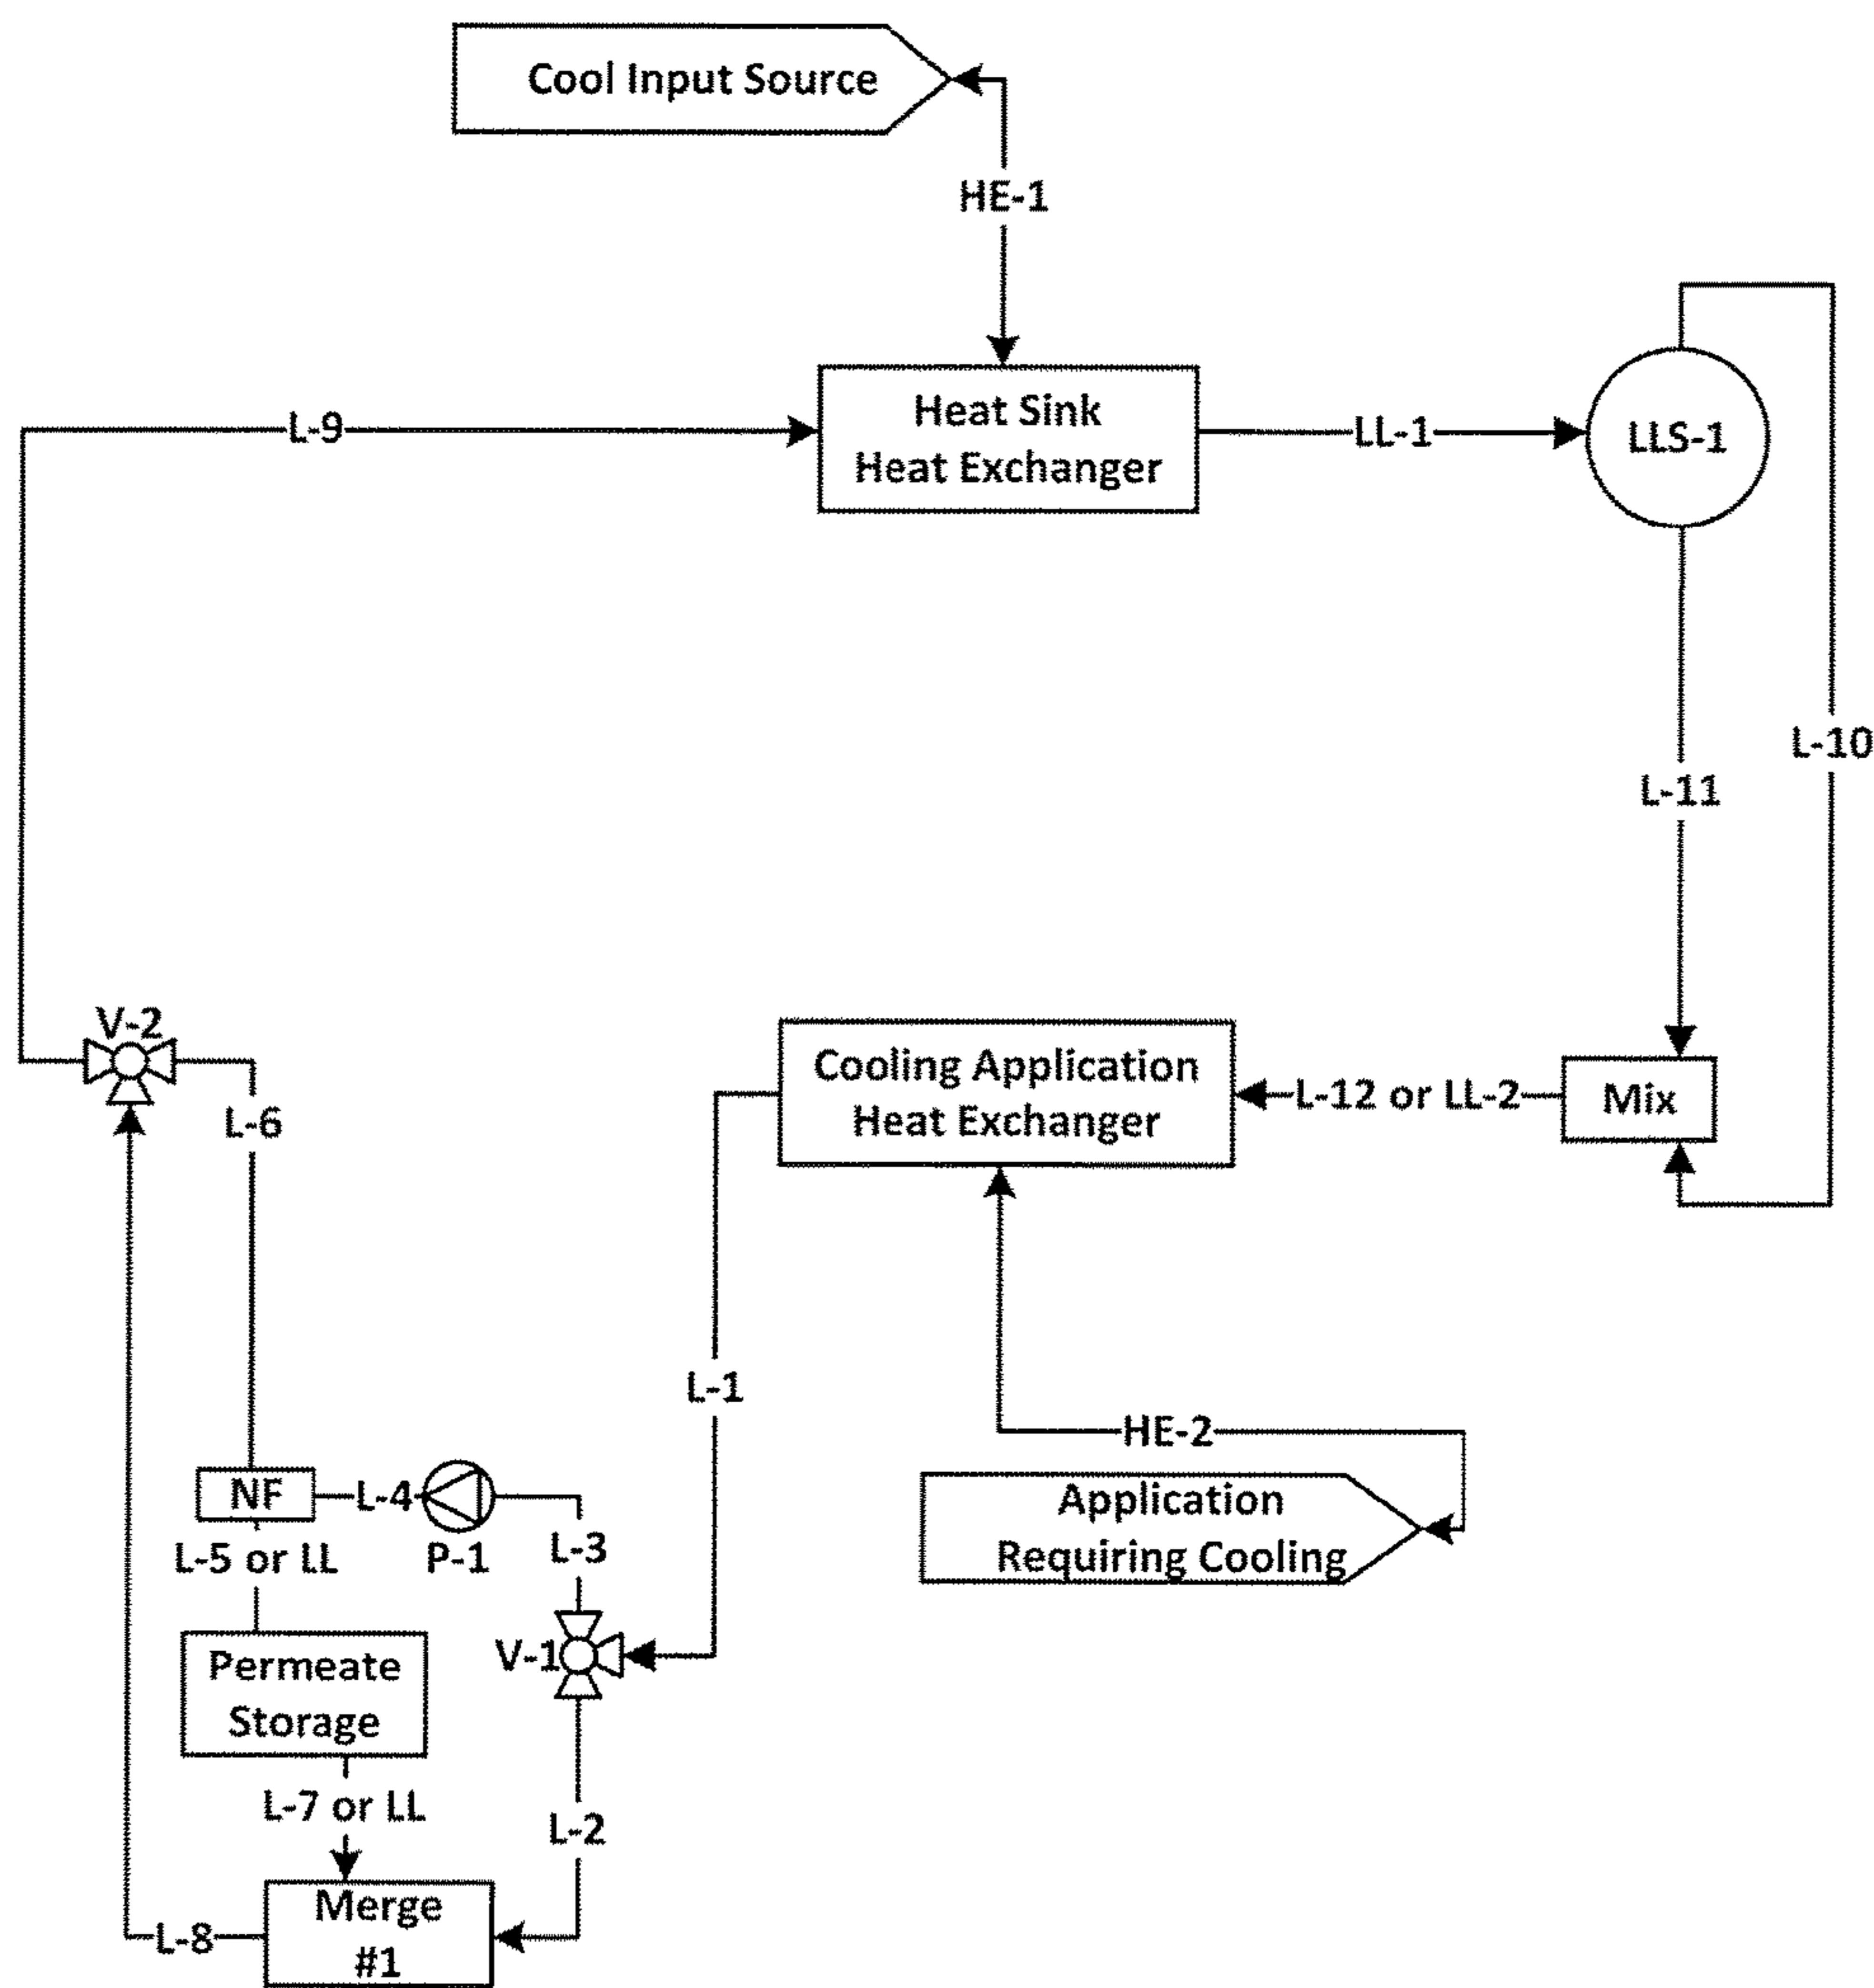 Cool Input Source
HE-1
L-9
Heat Sink
Heat Exchanger
LL-1
LLS-1
L-10
L-11
V-2
L-6
Cooling Application
Heat Exchanger
L-12 or LL-2
Mix
L-1
HE-2
NF
L-4
P-1
L-3
L-5 or LL
Application
Requiring Cooling
V-1
Permeate
Storage
L-7 or LL
L-2
Merge
#1
L-8